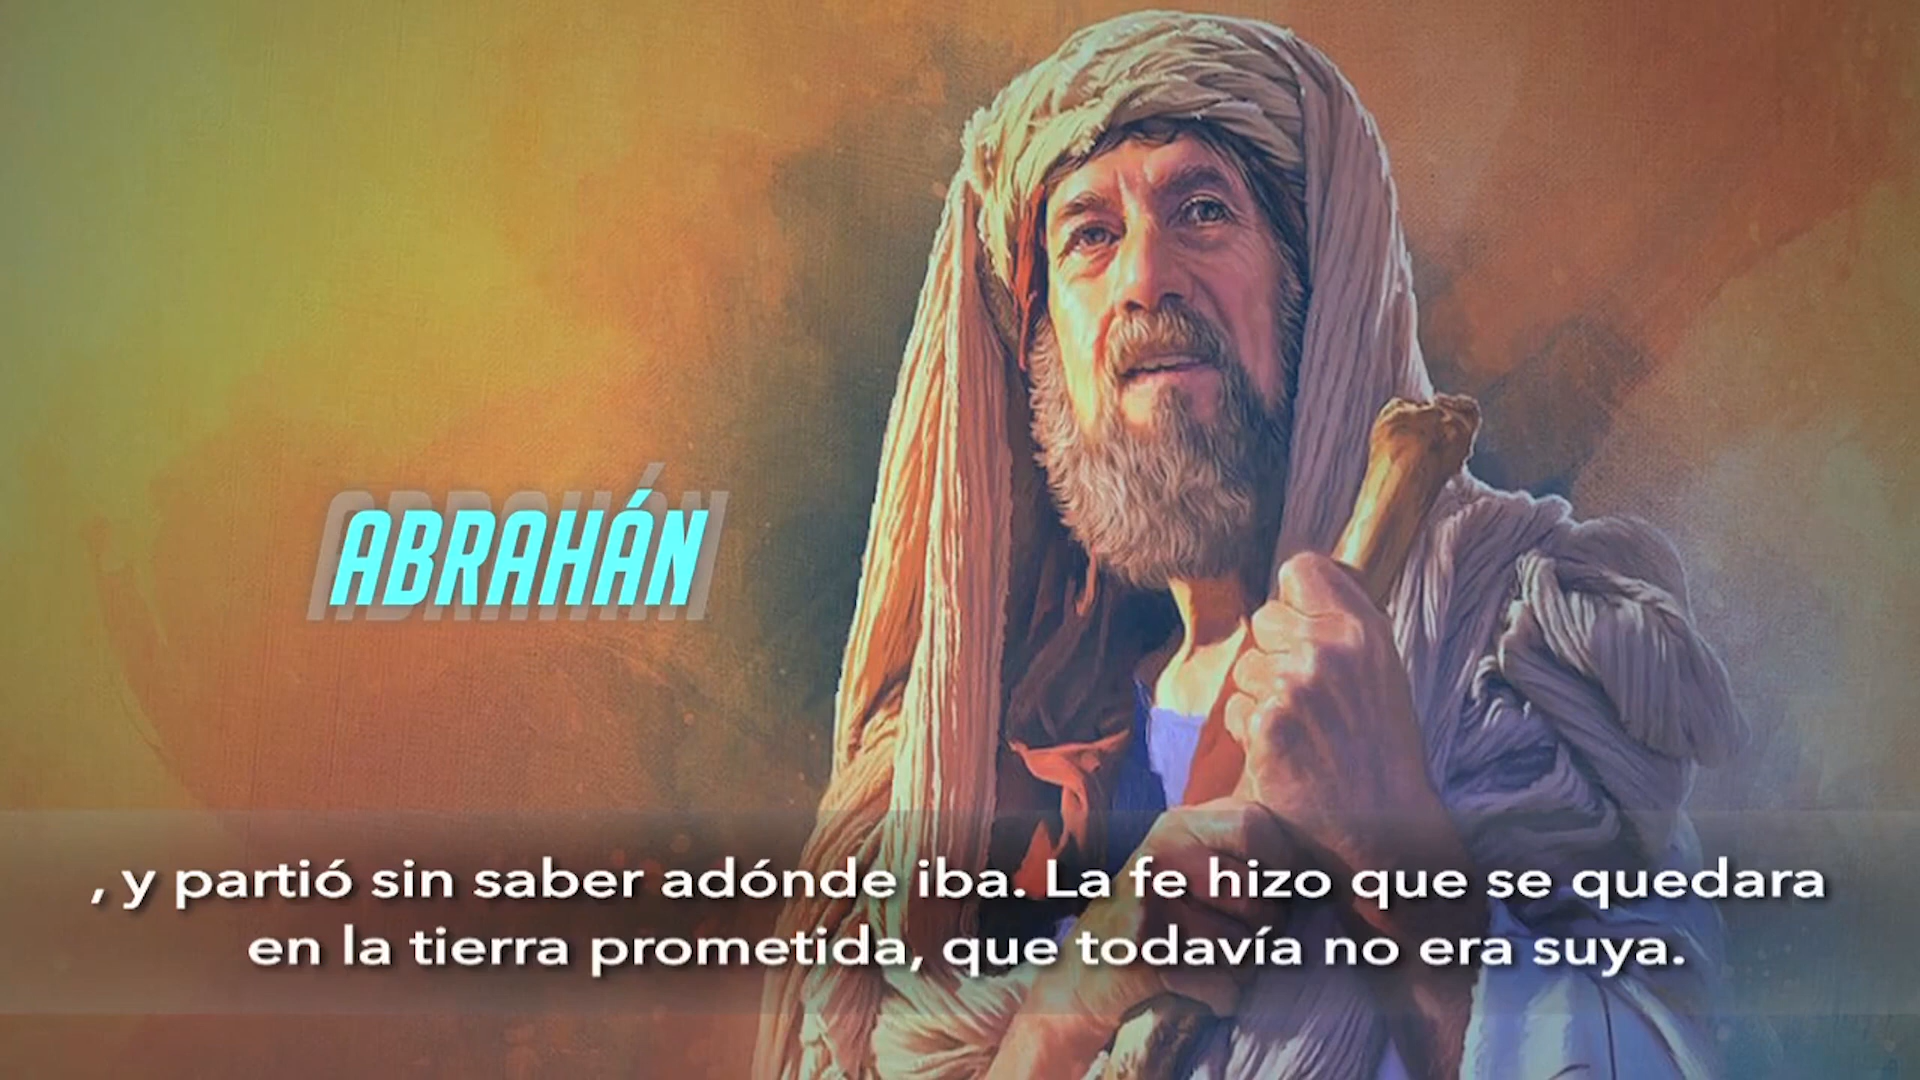 ABRAHÁN
, y partió sin saber adónde iba. La fe hizo que se quedara
en la tierra prometida, que todavía no era suya.